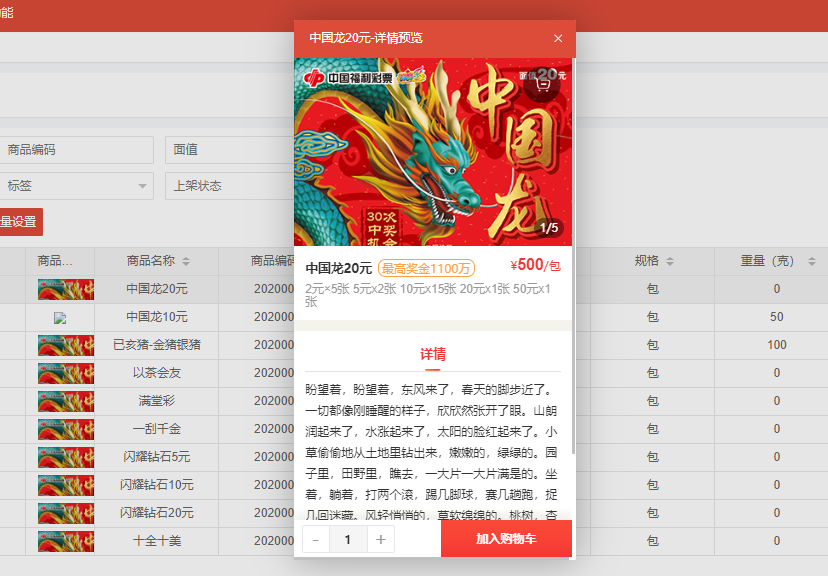 能
中国龙20元-详情预览 ×
中国福利彩票
面值20元
中国龙
30次
中奖
机会
1/5
商品编码 面值
标签 上架状态
量设置
中国龙20元 最高奖金1100万 ¥500/包
2元×5张 5元x2张 10元x15张 20元x1张 50元x1
张
详情
盼望着，盼望着，东风来了，春天的脚步近了。
一切都像刚睡醒的样子，欣欣然张开了眼。山朗
润起来了，水涨起来了，太阳的脸红起来了。小
草偷偷地从土地里钻出来，嫩嫩的，绿绿的。园
子里，田野里，瞧去，一大片一大片满是的。坐
着，躺着，打两个滚，踢几脚球，赛几趟跑，捉
几回迷藏。风轻悄悄的，草软绵绵的。桃树，杏
- 1 + 加入购物车
商品... 商品名称 商品编码 规格 重量（克）
中国龙20元 202000 包 0
中国龙10元 202000 包 50
已亥猪-金猪银猪 202000 包 100
以茶会友 202000 包 0
满堂彩 202000 包 0
一刮千金 202000 包 0
闪耀钻石5元 202000 包 0
闪耀钻石10元 202000 包 0
闪耀钻石20元 202000 包 0
十全十美 202000 包 0